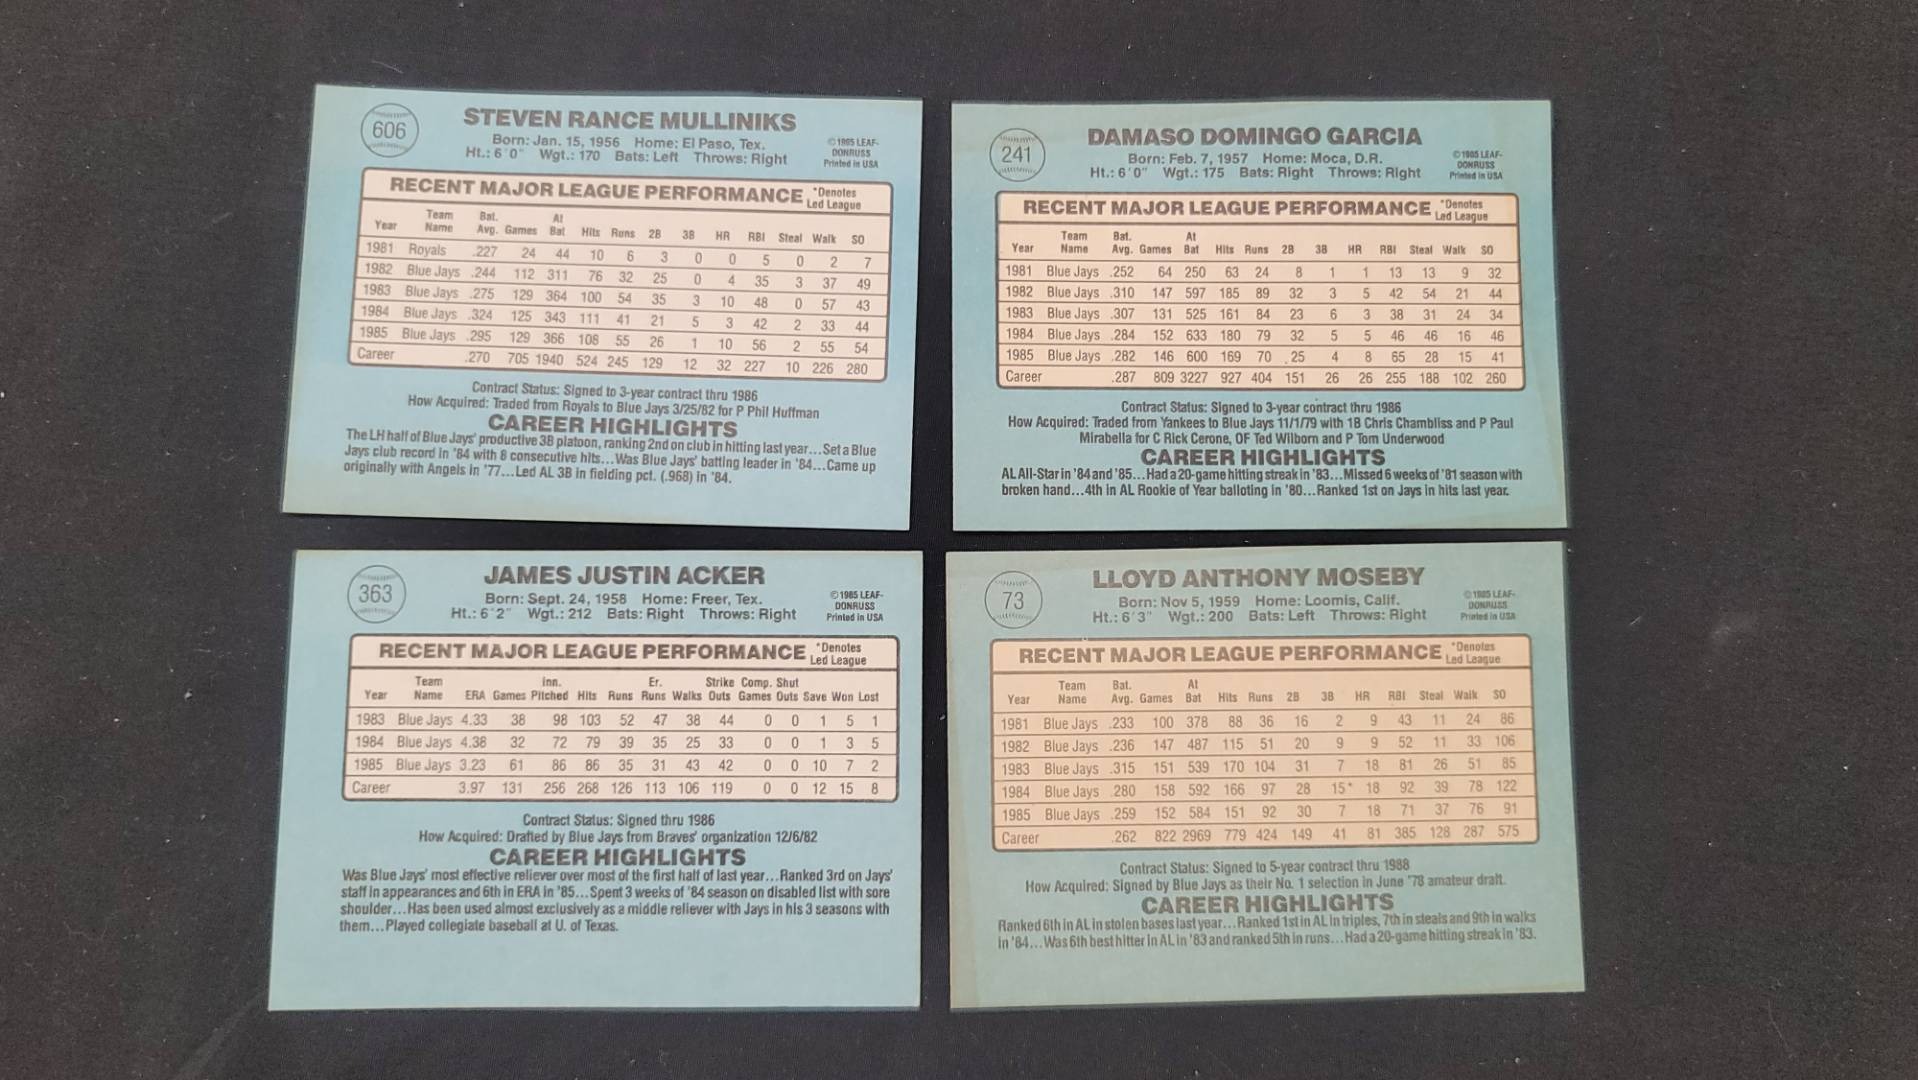 606
STEVEN RANCE MULLINIKS
Born: Jan. 15, 1956 Home: El Paso, Tex.
Ht.: 6'0" Wgt.: 170 Bats: Left Throws: Right
©1985 LEAF-
DONRUSS
Printed in USA
RECENT MAJOR LEAGUE PERFORMANCE *Denotes
Led League
Year Team Name Bat. Avg. Games At Bat Hits Runs 2B 3B HR RBI Steal Walk SO
1981 Royals .227 24 44 10 6 3 0 0 5 0 2 7
1982 Blue Jays .244 112 311 76 32 25 0 4 35 3 37 49
1983 Blue Jays .275 129 364 100 54 35 3 10 48 0 57 43
1984 Blue Jays .324 125 343 111 41 21 5 3 42 2 33 44
1985 Blue Jays .295 129 366 108 55 26 1 10 56 2 55 54
Career .270 705 1940 524 245 129 12 32 227 10 226 280
Contract Status: Signed to 3-year contract thru 1986
How Acquired: Traded from Royals to Blue Jays 3/25/82 for P Phil Huffman
CAREER HIGHLIGHTS
The LH half of Blue Jays' productive 3B platoon, ranking 2nd on club in hitting last year...Set a Blue
Jays club record in '84 with 8 consecutive hits...Was Blue Jays' batting leader in '84...Came up
originally with Angels in '77...Led AL 3B in fielding pct. (.968) in '84.
241
DAMASO DOMINGO GARCIA
Born: Feb. 7, 1957 Home: Moca, D.R.
Ht.: 6'0" Wgt.: 175 Bats: Right Throws: Right
©1985 LEAF-
DONRUSS
Printed in USA
RECENT MAJOR LEAGUE PERFORMANCE *Denotes
Led League
Year Team Name Bat. Avg. Games At Bat Hits Runs 2B 3B HR RBI Steal Walk SO
1981 Blue Jays .252 64 250 63 24 8 1 1 13 13 9 32
1982 Blue Jays .310 147 597 185 89 32 3 5 42 54 21 44
1983 Blue Jays .307 131 525 161 84 23 6 3 38 31 24 34
1984 Blue Jays .284 152 633 180 79 32 5 5 46 46 16 46
1985 Blue Jays .282 146 600 169 70 25 4 8 65 28 15 41
Career .287 809 3227 927 404 151 26 26 255 188 102 260
Contract Status: Signed to 3-year contract thru 1986
How Acquired: Traded from Yankees to Blue Jays 11/1/79 with 1B Chris Chambliss and P Paul
Mirabella for C Rick Cerone, OF Ted Wilborn and P Tom Underwood
CAREER HIGHLIGHTS
AL All-Star in '84 and '85...Had a 20-game hitting streak in '83...Missed 6 weeks of '81 season with
broken hand...4th in AL Rookie of Year balloting in '80...Ranked 1st on Jays in hits last year.
363
JAMES JUSTIN ACKER
Born: Sept. 24, 1958 Home: Freer, Tex.
Ht.: 6'2" Wgt.: 212 Bats: Right Throws: Right
©1985 LEAF-
DONRUSS
Printed in USA
RECENT MAJOR LEAGUE PERFORMANCE *Denotes
Led League
Year Team Name ERA Games Inn. Pitched Hits Runs Er. Runs Walks Strike Outs Comp. Games Shut Outs Save Won Lost
1983 Blue Jays 4.33 38 98 103 52 47 38 44 0 0 1 5 1
1984 Blue Jays 4.38 32 72 79 39 35 25 33 0 0 1 3 5
1985 Blue Jays 3.23 61 86 86 35 31 43 42 0 0 10 7 2
Career 3.97 131 256 268 126 113 106 119 0 0 12 15 8
Contract Status: Signed thru 1986
How Acquired: Drafted by Blue Jays from Braves' organization 12/6/82
CAREER HIGHLIGHTS
Was Blue Jays' most effective reliever over most of the first half of last year...Ranked 3rd on Jays'
staff in appearances and 6th in ERA in '85...Spent 3 weeks of '84 season on disabled list with sore
shoulder...Has been used almost exclusively as a middle reliever with Jays in his 3 seasons with
them...Played collegiate baseball at U. of Texas.
73
LLOYD ANTHONY MOSEBY
Born: Nov 5, 1959 Home: Loomis, Calif.
Ht.: 6'3" Wgt.: 200 Bats: Left Throws: Right
©1985 LEAF-
DONRUSS
Printed in USA
RECENT MAJOR LEAGUE PERFORMANCE *Denotes
Led League
Year Team Name Bat. Avg. Games At Bat Hits Runs 2B 3B HR RBI Steal Walk SO
1981 Blue Jays .233 100 378 88 36 16 2 9 43 11 24 86
1982 Blue Jays .236 147 487 115 51 20 9 9 52 11 33 106
1983 Blue Jays .315 151 539 170 104 31 7 18 81 26 51 85
1984 Blue Jays .280 158 592 166 97 28 15* 18 92 39 78 122
1985 Blue Jays .259 152 584 151 92 30 7 18 71 37 76 91
Career .262 822 2969 779 424 149 41 81 385 128 287 575
Contract Status: Signed to 5-year contract thru 1988
How Acquired: Signed by Blue Jays as their No. 1 selection in June '78 amateur draft.
CAREER HIGHLIGHTS
Ranked 6th in AL in stolen bases last year...Ranked 1st in AL in triples, 7th in steals and 9th in walks
in '84...Was 6th best hitter in AL in '83 and ranked 5th in runs...Had a 20-game hitting streak in '83.